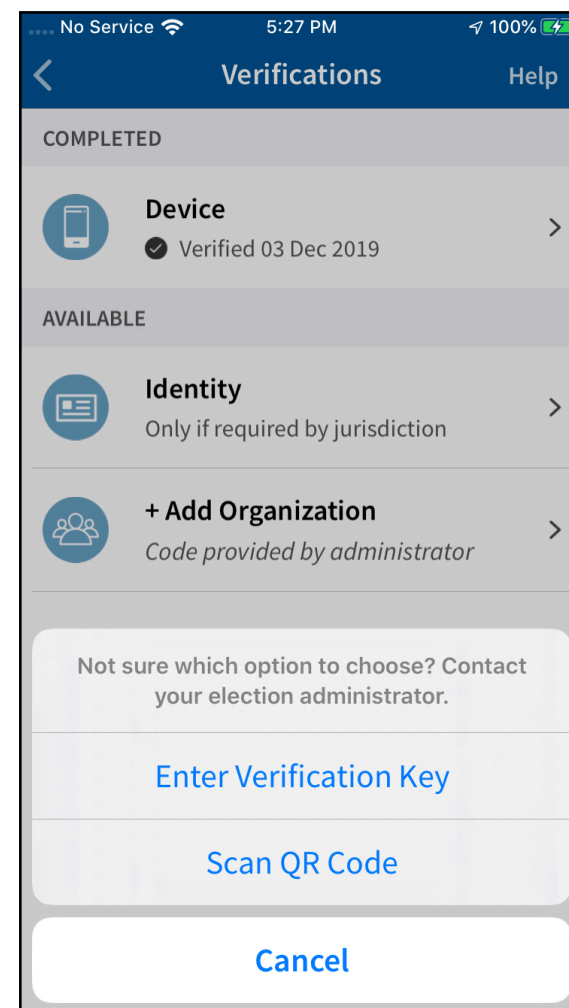 No Service 5:27 PM 100%
Verifications Help
COMPLETED
Device
Verified 03 Dec 2019
AVAILABLE
Identity
Only if required by jurisdiction
+ Add Organization
Code provided by administrator
Not sure which option to choose? Contact
your election administrator.
Enter Verification Key
Scan QR Code
Cancel